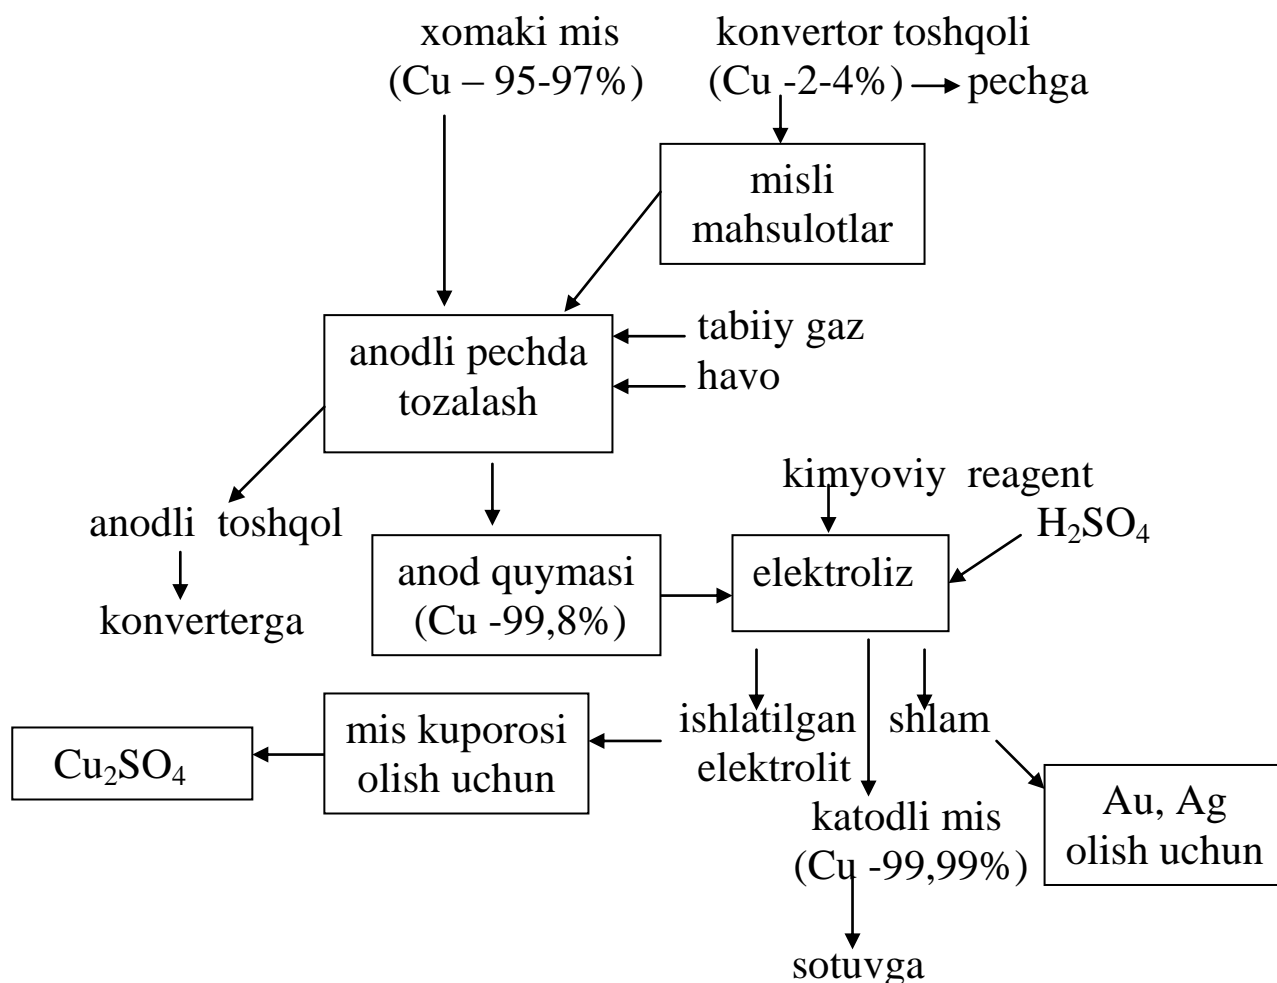 xomaki mis
(Cu – 95-97%)
konvertor toshqoli
(Cu -2-4%)
pechga
misli
mahsulotlar
anodli pechda
tozalash
tabiiy gaz
havo
anodli toshqol
konverterga
kimyoviy reagent
H₂SO₄
anod quymasi
(Cu -99,8%)
elektroliz
ishlatilgan
elektrolit
shlam
mis kuporosi
olish uchun
Cu₂SO₄
katodli mis
(Cu -99,99%)
Au, Ag
olish uchun
sotuvga